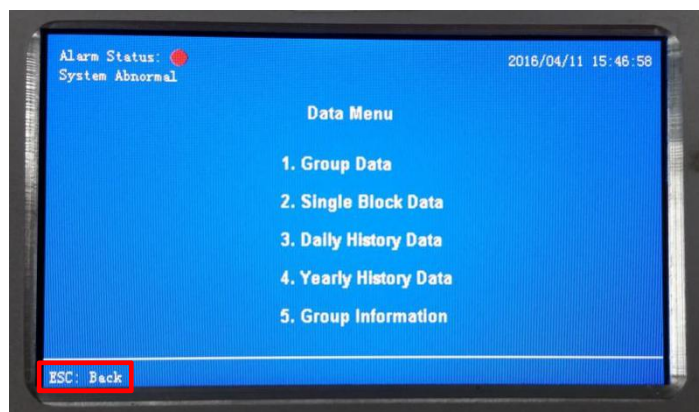 Alarm Status:
System Abnormal
2016/04/11 15:46:58
Data Menu
1. Group Data
2. Single Block Data
3. Daily History Data
4. Yearly History Data
5. Group Information
ESC: Back